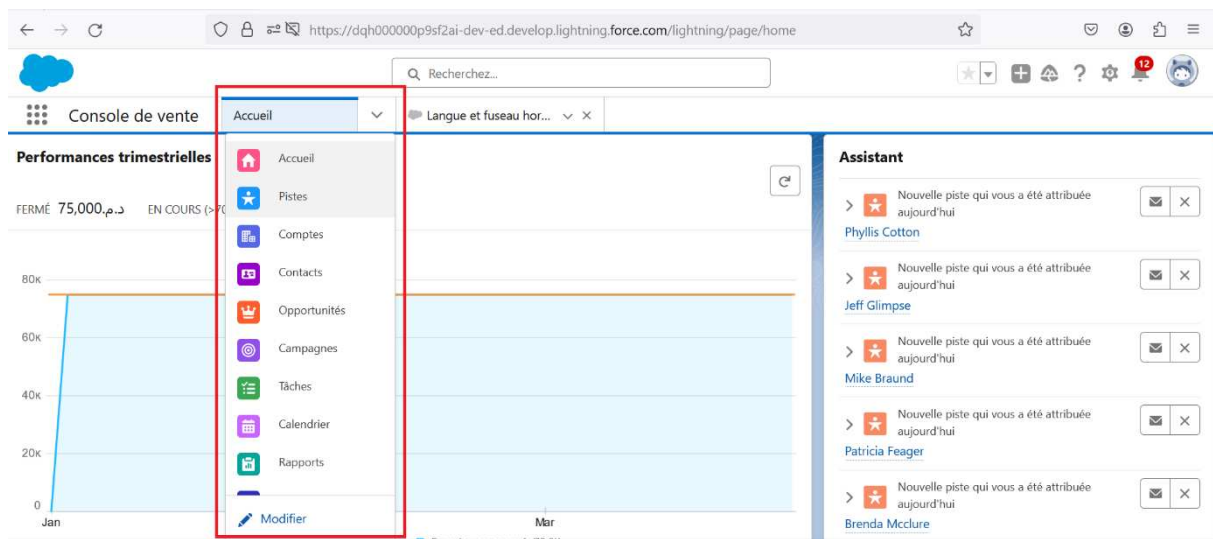 https://dqh000000p9sf2ai-dev-ed.develop.lightning.force.com/lightning/page/home
Recherchez...
12
Console de vente
Accueil
Langue et fuseau hor...
Performances trimestrielles
FERMÉ 75,000.د.م. EN COURS (>70
80K
60K
40K
20K
0
Jan
Mar
Accueil
Pistes
Comptes
Contacts
Opportunités
Campagnes
Tâches
Calendrier
Rapports
Modifier
Assistant
Nouvelle piste qui vous a été attribuée
aujourd'hui
Phyllis Cotton
Nouvelle piste qui vous a été attribuée
aujourd'hui
Jeff Glimpse
Nouvelle piste qui vous a été attribuée
aujourd'hui
Mike Braund
Nouvelle piste qui vous a été attribuée
aujourd'hui
Patricia Feager
Nouvelle piste qui vous a été attribuée
aujourd'hui
Brenda Mcclure